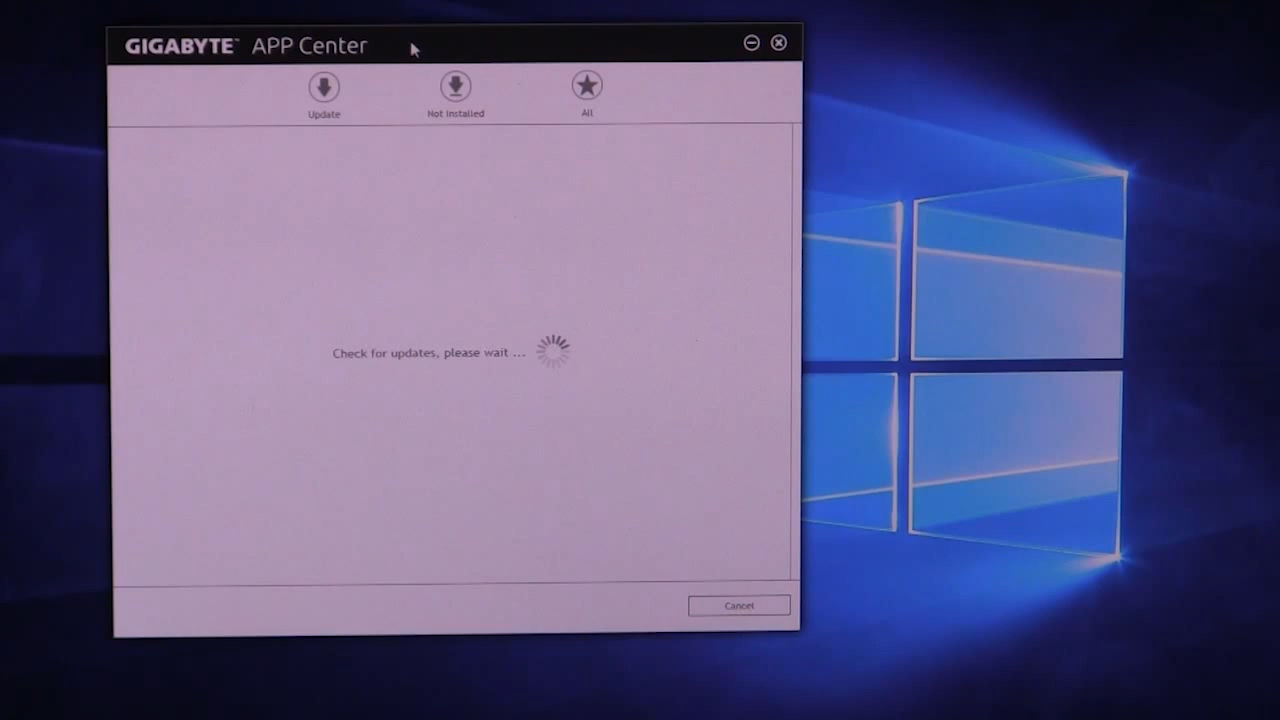 GIGABYTE™ APP Center
Update
Not Installed
All
Check for updates, please wait ...
Cancel